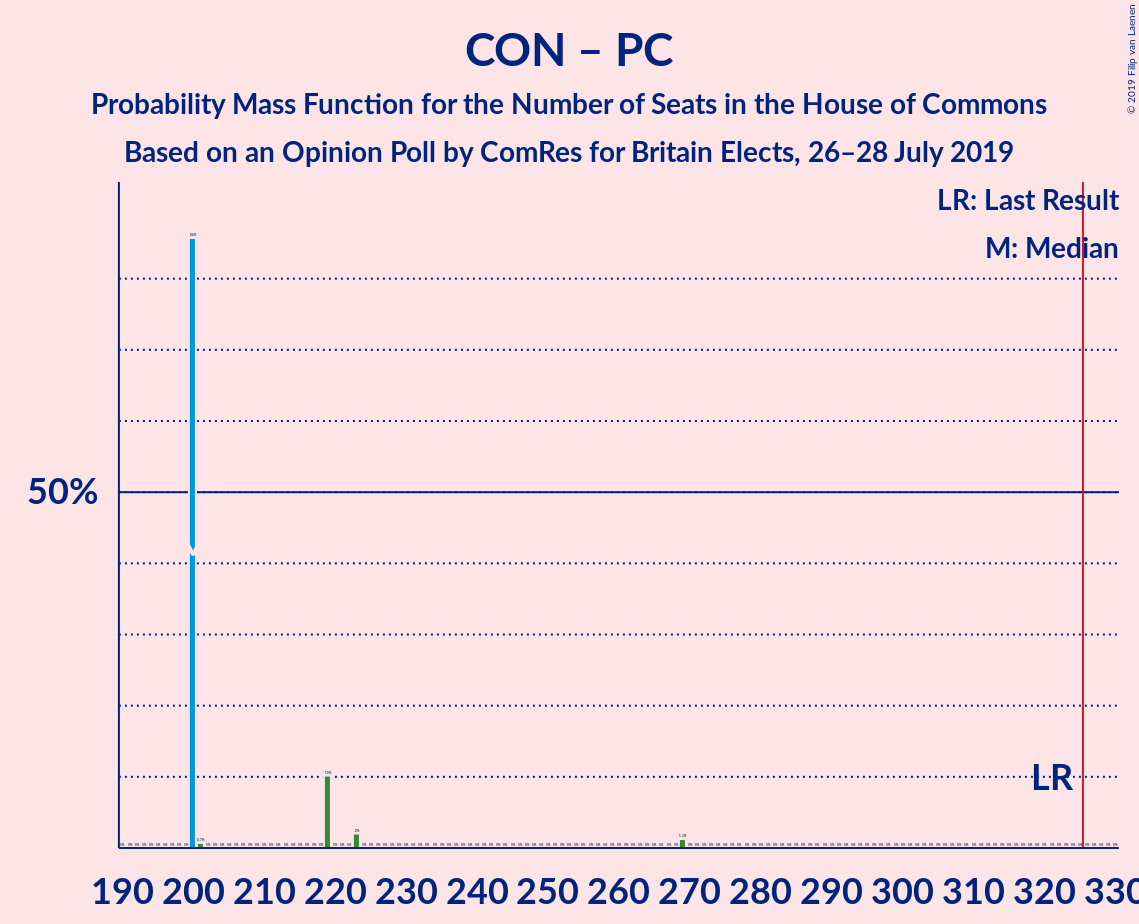 CON – PC
Probability Mass Function for the Number of Seats in the House of Commons
Based on an Opinion Poll by ComRes for Britain Elects, 26–28 July 2019
© 2019 Filip van Laenen
LR: Last Result
M: Median
50%
LR
190 200 210 220 230 240 250 260 270 280 290 300 310 320 330